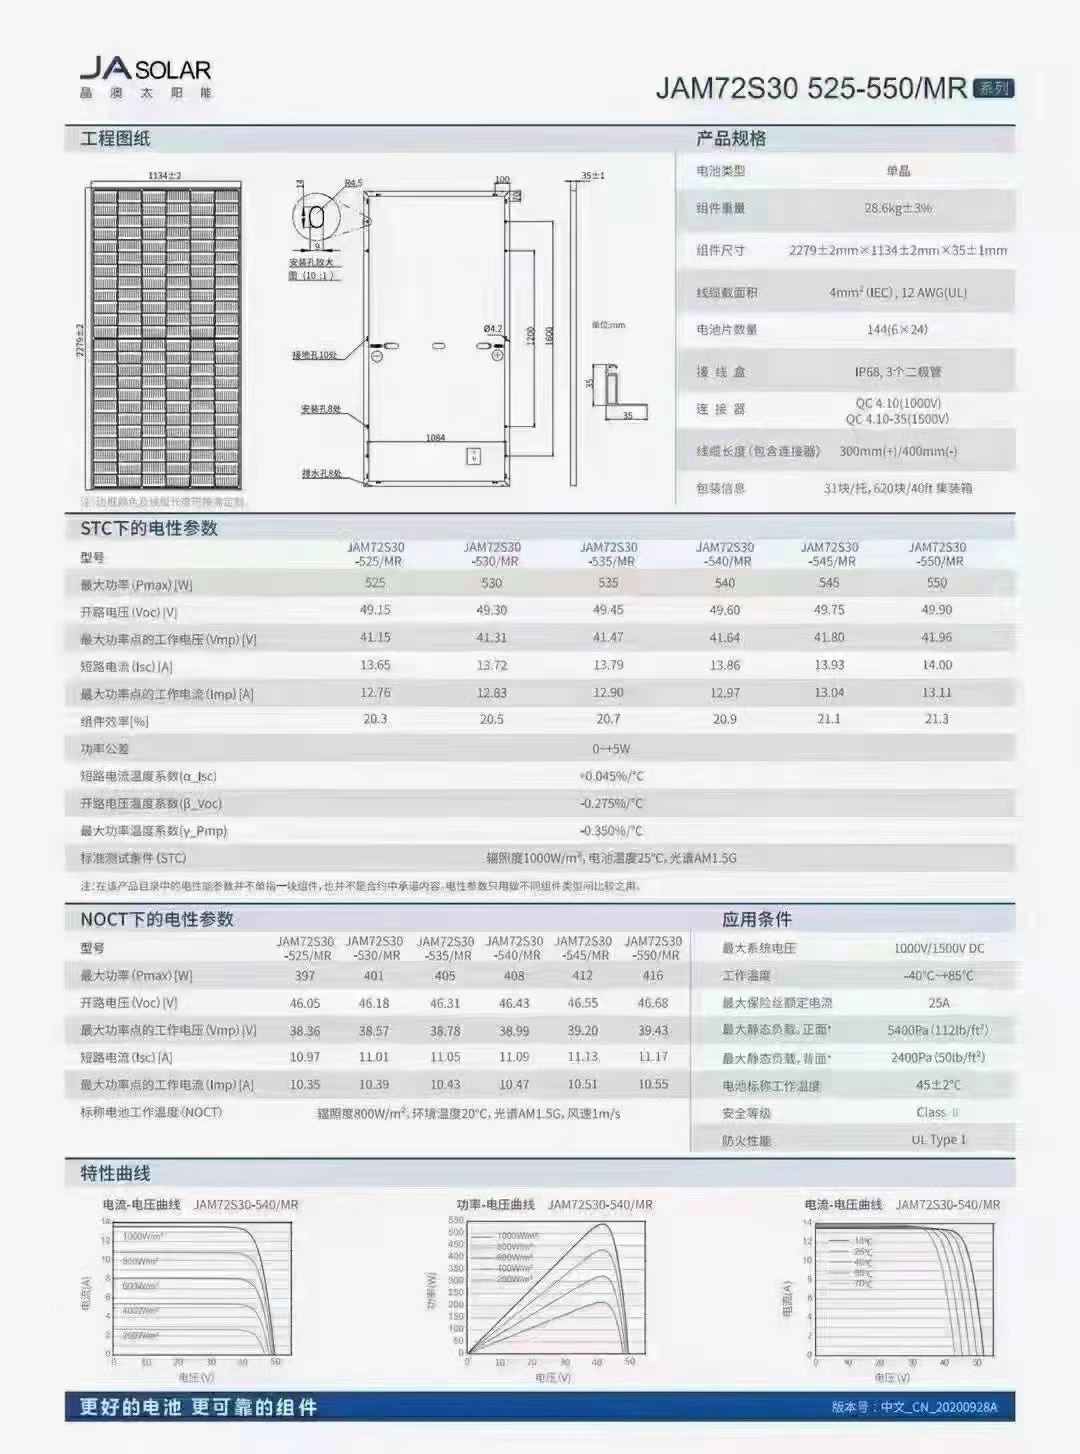 JA SOLAR
晶澳太阳能
JAM72S30 525-550/MR 系列
工程图纸
1134±2
2279±2
14
R4.5
9
安装孔放大
图(10:1)
100
35±1
Ø4.2
1200
1600
单位:mm
接地孔10处
安装孔8处
1084
排水孔8处
35
35
注:边框颜色及线缆长度可按需定制
产品规格
电池类型 单晶
组件重量 28.6kg±3%
组件尺寸 2279±2mm×1134±2mm×35±1mm
线缆截面积 4mm²(IEC), 12 AWG(UL)
电池片数量 144(6×24)
接线盒 IP68, 3个二极管
连接器 QC 4.10(1000V)
QC 4.10-35(1500V)
线缆长度(包含连接器) 300mm(+)/400mm(-)
包装信息 31块/托, 620块/40ft 集装箱
STC下的电性参数
型号 JAM72S30 JAM72S30 JAM72S30 JAM72S30 JAM72S30 JAM72S30
-525/MR -530/MR -535/MR -540/MR -545/MR -550/MR
最大功率(Pmax)[W] 525 530 535 540 545 550
开路电压(Voc)[V] 49.15 49.30 49.45 49.60 49.75 49.90
最大功率点的工作电压(Vmp)[V] 41.15 41.31 41.47 41.64 41.80 41.96
短路电流(Isc)[A] 13.65 13.72 13.79 13.86 13.93 14.00
最大功率点的工作电流(Imp)[A] 12.76 12.83 12.90 12.97 13.04 13.11
组件效率[%] 20.3 20.5 20.7 20.9 21.1 21.3
功率公差 0~+5W
短路电流温度系数(α_Isc) +0.045%/°C
开路电压温度系数(β_Voc) -0.275%/°C
最大功率温度系数(γ_Pmp) -0.350%/°C
标准测试条件(STC) 辐照度1000W/m², 电池温度25℃, 光谱AM1.5G
注:在该产品目录中的电性能参数并不单指一块组件, 也并不是合约中承诺内容. 电性参数只用做不同组件类型间比较之用。
NOCT下的电性参数
型号 JAM72S30 JAM72S30 JAM72S30 JAM72S30 JAM72S30 JAM72S30
-525/MR -530/MR -535/MR -540/MR -545/MR -550/MR
最大功率(Pmax)[W] 397 401 405 408 412 416
开路电压(Voc)[V] 46.05 46.18 46.31 46.43 46.55 46.68
最大功率点的工作电压(Vmp)[V] 38.36 38.57 38.78 38.99 39.20 39.43
短路电流(Isc)[A] 10.97 11.01 11.05 11.09 11.13 11.17
最大功率点的工作电流(Imp)[A] 10.35 10.39 10.43 10.47 10.51 10.55
标称电池工作温度(NOCT) 辐照度800W/m², 环境温度20℃, 光谱AM1.5G, 风速1m/s
应用条件
最大系统电压 1000V/1500V DC
工作温度 -40℃~+85℃
最大保险丝额定电流 25A
最大静态负载, 正面* 5400Pa(112lb/ft²)
最大静态负载, 背面* 2400Pa(50lb/ft²)
电池标称工作温度 45±2℃
安全等级 Class Ⅱ
防火性能 UL Type 1
特性曲线
电流-电压曲线 JAM72S30-540/MR
14
12
10
8
6
4
2
0
1000W/m²
800W/m²
600W/m²
400W/m²
200W/m²
电流(A)
0 10 20 30 40 50
电压(V)
功率-电压曲线 JAM72S30-540/MR
550
500
450
400
350
300
250
200
150
100
50
0
1000W/m²
800W/m²
600W/m²
400W/m²
200W/m²
功率(W)
0 10 20 30 40 50
电压(V)
电流-电压曲线 JAM72S30-540/MR
14
12
10
8
6
4
2
0
10℃
25℃
40℃
55℃
70℃
电流(A)
0 10 20 30 40 50
电压(V)
更好的电池 更可靠的组件
版本号:中文_CN_20200928A